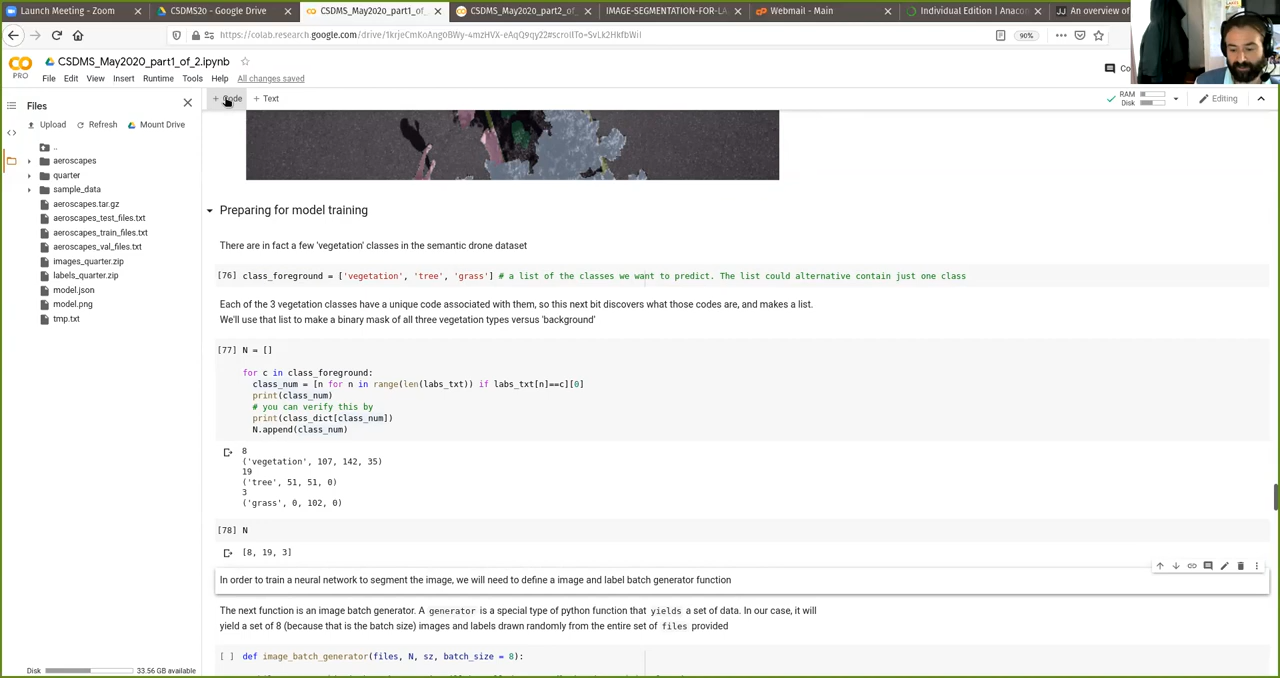 Launch Meeting - Zoom
CSDMS20 - Google Drive
CSDMS_May2020_part1_of_
CSDMS_May2020_part2_of_
IMAGE-SEGMENTATION-FOR-LA
Webmail - Main
Individual Edition | Anacon
An overview of
90%
CSDMS_May2020_part1_of_2.ipynb
PRO
File Edit View Insert Runtime Tools Help All changes saved
Co
Files
+ Code + Text
RAM
Disk
Editing
Upload Refresh Mount Drive
..
aeroscapes
quarter
sample_data
aeroscapes.tar.gz
aeroscapes_test_files.txt
aeroscapes_train_files.txt
aeroscapes_val_files.txt
images_quarter.zip
labels_quarter.zip
model.json
model.png
tmp.txt
Disk 33.56 GB available
Preparing for model training
There are in fact a few 'vegetation' classes in the semantic drone dataset
[76] class_foreground = ['vegetation', 'tree', 'grass'] # a list of the classes we want to predict. The list could alternative contain just one class
Each of the 3 vegetation classes have a unique code associated with them, so this next bit discovers what those codes are, and makes a list.
We'll use that list to make a binary mask of all three vegetation types versus 'background'
[77] N = []
for c in class_foreground:
class_num = [n for n in range(len(labs_txt)) if labs_txt[n]==c][0]
print(class_num)
# you can verify this by
print(class_dict[class_num])
N.append(class_num)
8
('vegetation', 107, 142, 35)
19
('tree', 51, 51, 0)
3
('grass', 0, 102, 0)
[78] N
[8, 19, 3]
In order to train a neural network to segment the image, we will need to define a image and label batch generator function
The next function is an image batch generator. A generator is a special type of python function that yields a set of data. In our case, it will
yield a set of 8 (because that is the batch size) images and labels drawn randomly from the entire set of files provided
[ ] def image_batch_generator(files, N, sz, batch_size = 8):